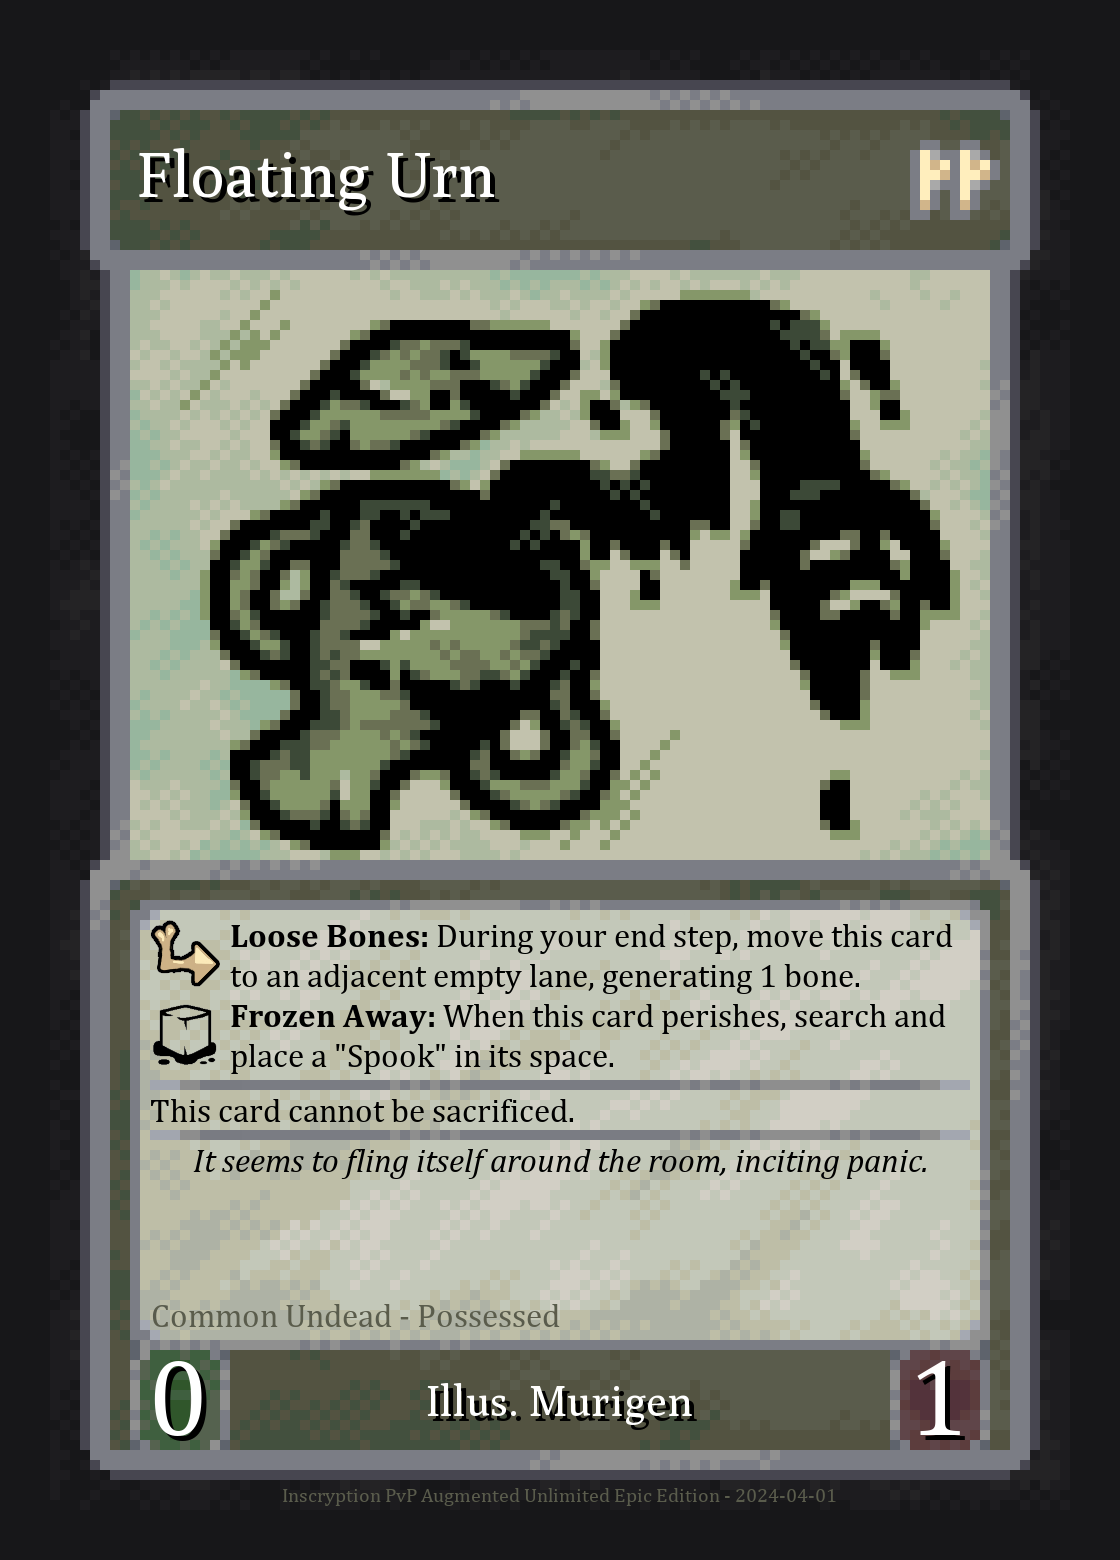 Floating Urn
Loose Bones: During your end step, move this card
to an adjacent empty lane, generating 1 bone.
Frozen Away: When this card perishes, search and
place a "Spook" in its space.
This card cannot be sacrificed.
It seems to fling itself around the room, inciting panic.
Common Undead - Possessed
0
Illus. Murigen
1
Inscryption PvP Augmented Unlimited Epic Edition - 2024-04-01